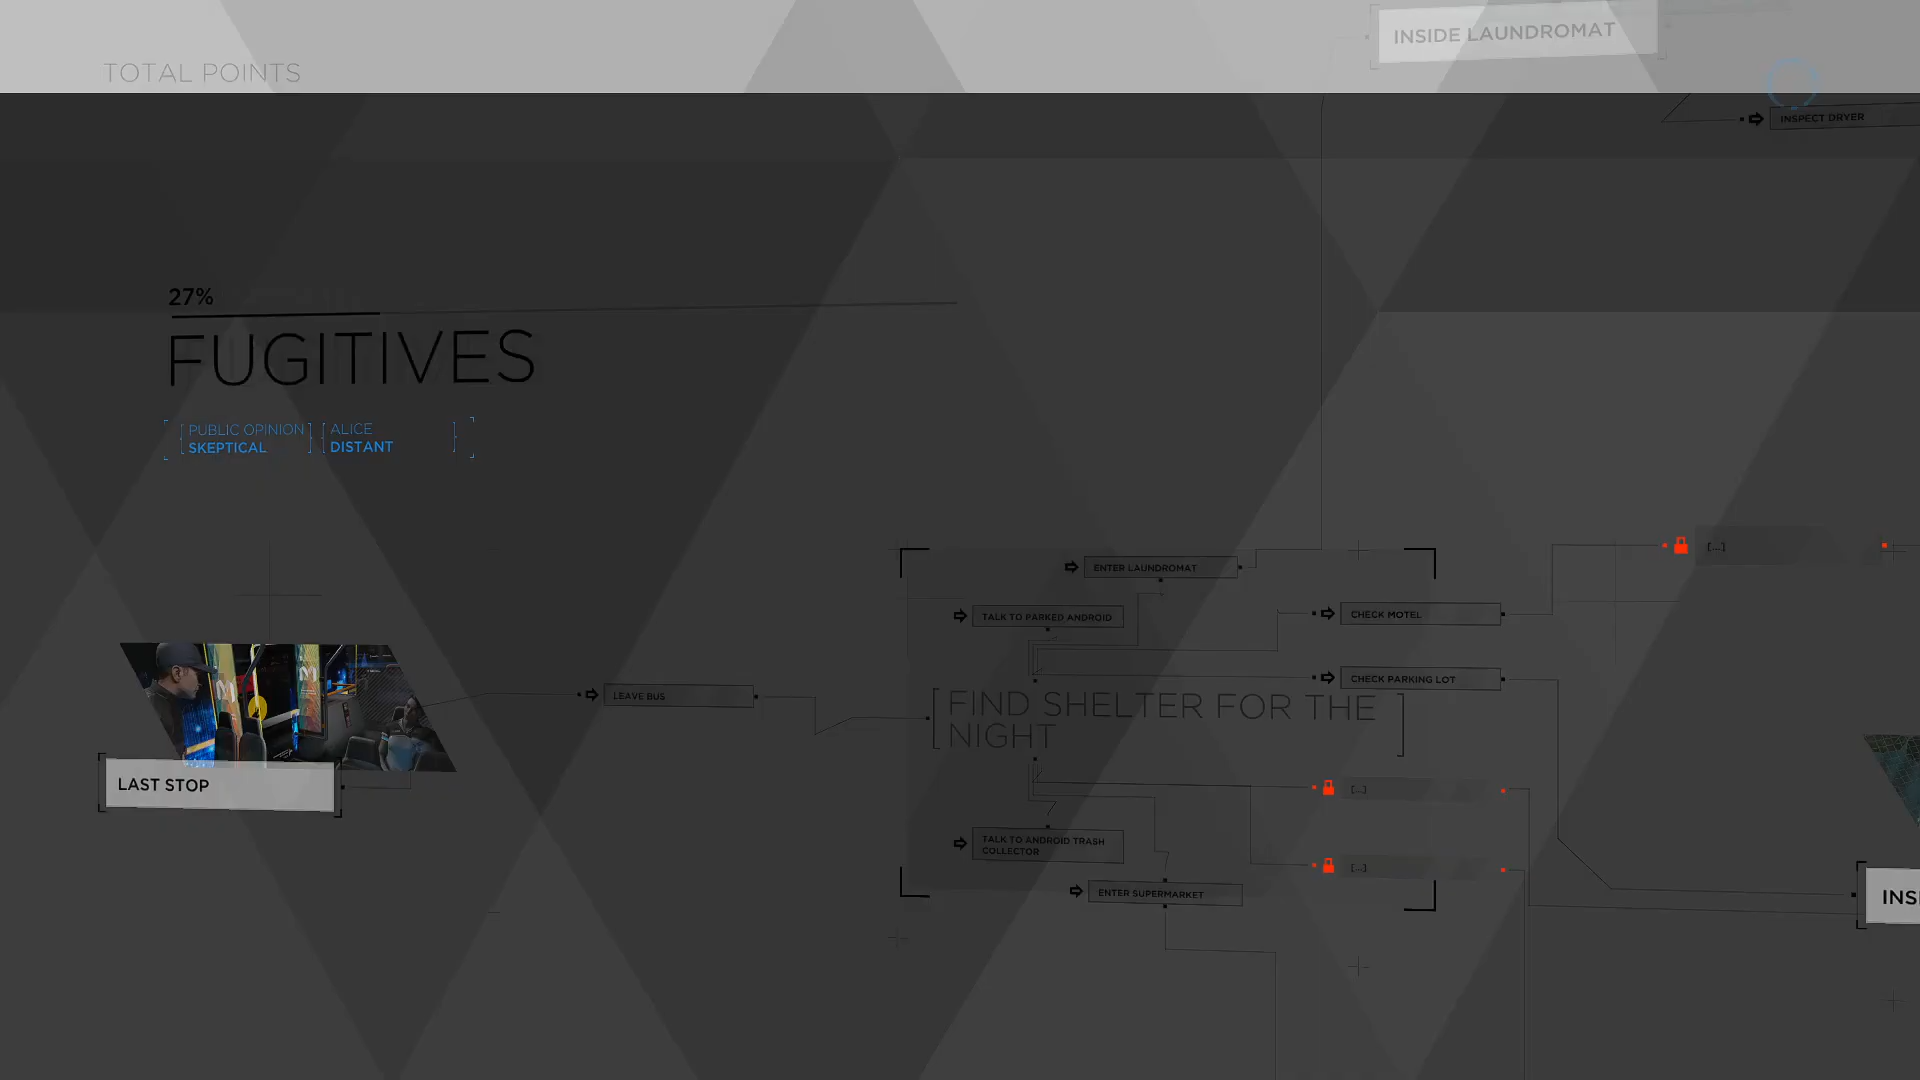 INSIDE LAUNDROMAT
TOTAL POINTS
INSPECT DRYER
27%
FUGITIVES
PUBLIC OPINION
SKEPTICAL
ALICE
DISTANT
ENTER LAUNDROMAT
[...]
TALK TO PARKED ANDROID
CHECK MOTEL
CHECK PARKING LOT
LEAVE BUS
[FIND SHELTER FOR THE
NIGHT]
LAST STOP
[...]
TALK TO ANDROID TRASH
COLLECTOR
[...]
ENTER SUPERMARKET
INSI